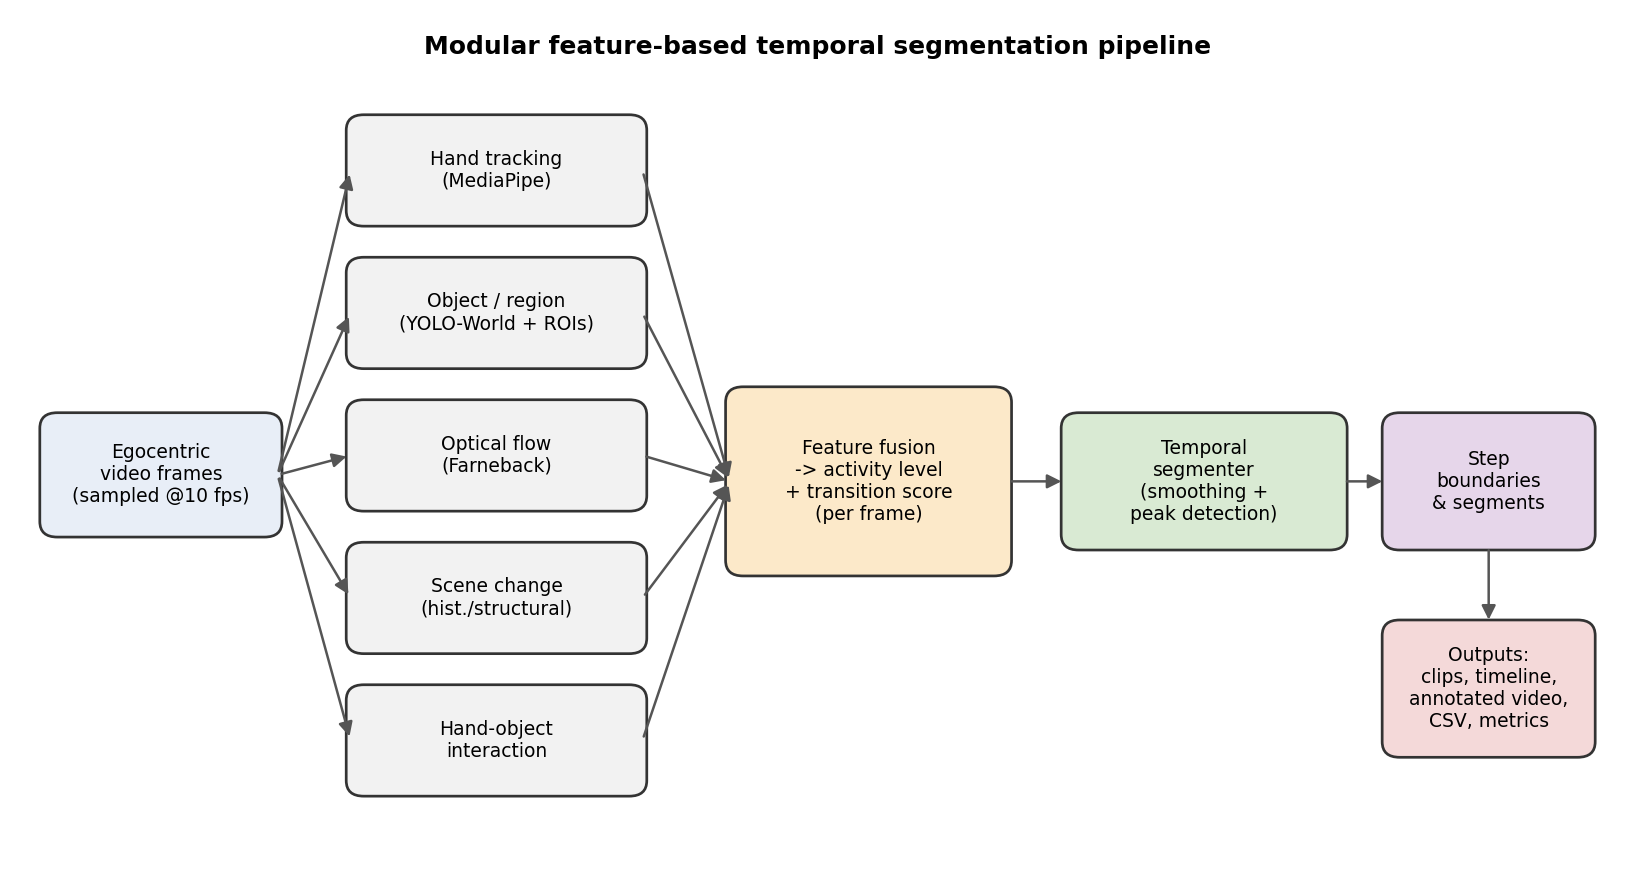 Modular feature-based temporal segmentation pipeline
Egocentric
video frames
(sampled @10 fps)
Hand tracking
(MediaPipe)
Object / region
(YOLO-World + ROIs)
Optical flow
(Farneback)
Scene change
(hist./structural)
Hand-object
interaction
Feature fusion
-> activity level
+ transition score
(per frame)
Temporal
segmenter
(smoothing +
peak detection)
Step
boundaries
& segments
Outputs:
clips, timeline,
annotated video,
CSV, metrics